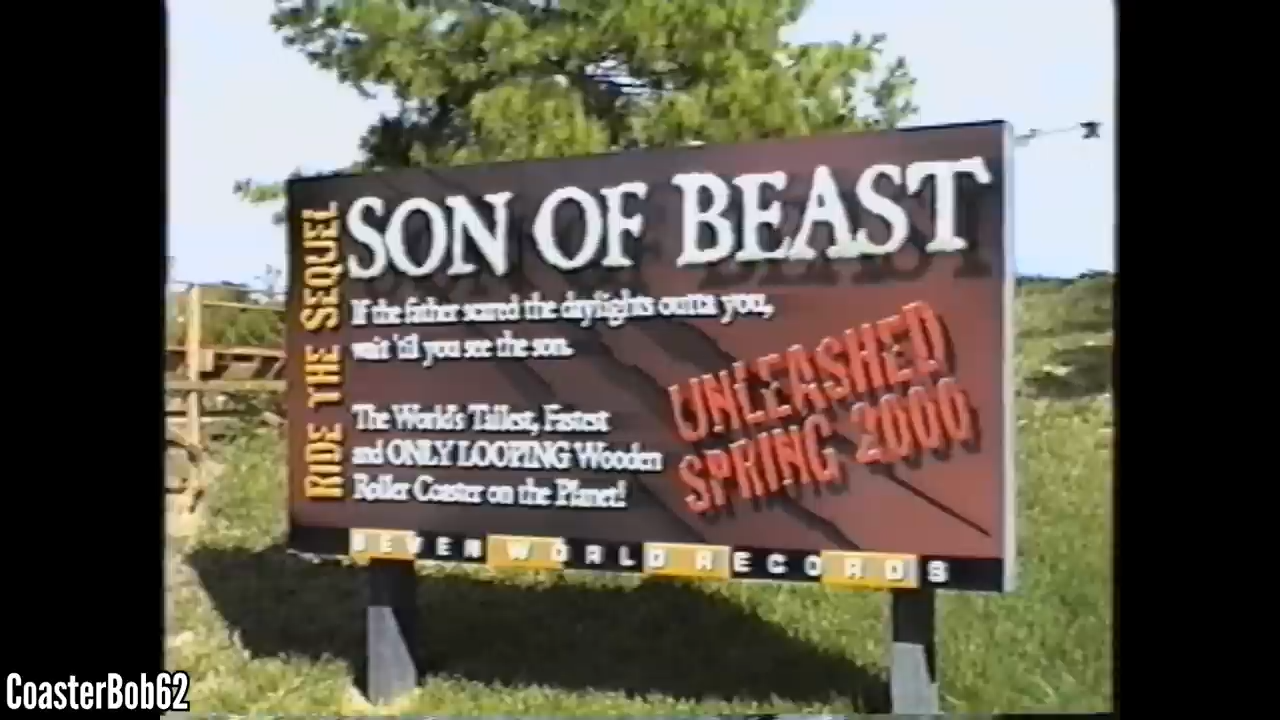 RIDE THE SEQUEL
SON OF BEAST
If the father scared the daylights outta you,
wait 'til you see the son.
The World's Tallest, Fastest
and ONLY LOOPING Wooden
Roller Coaster on the Planet!
UNLEASHED
SPRING 2000
SEVEN WORLD RECORDS
CoasterBob62